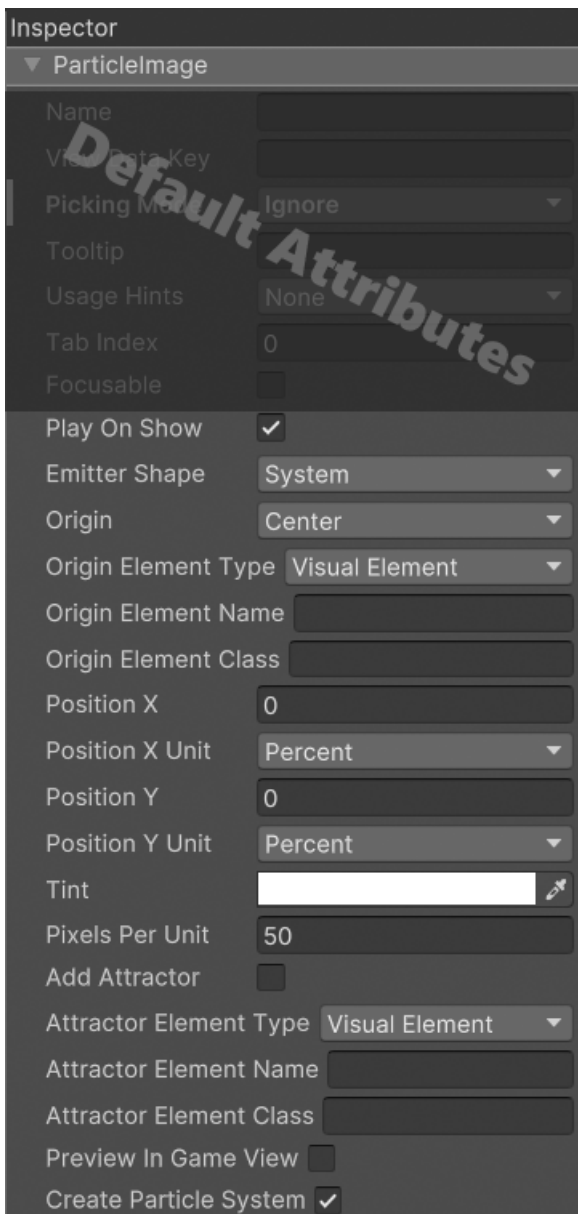 Inspector
ParticleImage
Name
View Data Key
Picking Mode Ignore
Tooltip
Usage Hints None
Tab Index 0
Focusable
Default Attributes
Play On Show
Emitter Shape System
Origin Center
Origin Element Type Visual Element
Origin Element Name
Origin Element Class
Position X 0
Position X Unit Percent
Position Y 0
Position Y Unit Percent
Tint
Pixels Per Unit 50
Add Attractor
Attractor Element Type Visual Element
Attractor Element Name
Attractor Element Class
Preview In Game View
Create Particle System